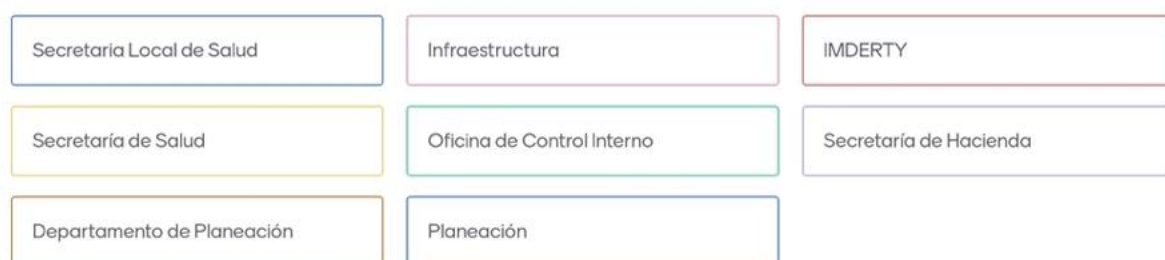 Secretaria Local de Salud
Infraestructura
IMDERTY
Secretaría de Salud
Oficina de Control Interno
Secretaría de Hacienda
Departamento de Planeación
Planeación